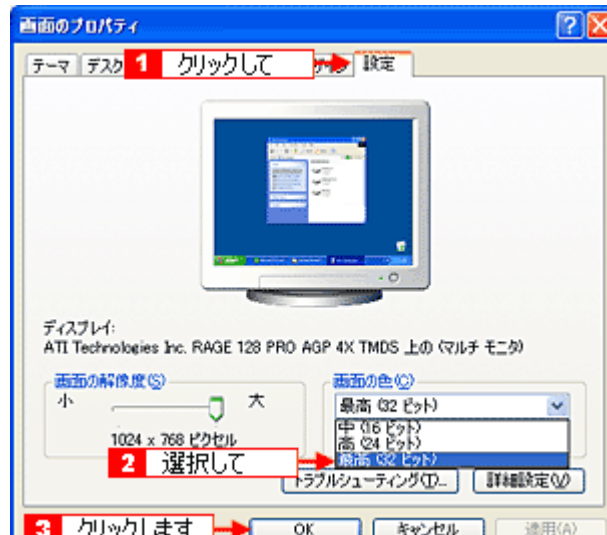 画面のプロパティ
テーマ デスク 1 クリックして 設定
ディスプレイ:
ATI Technologies Inc. RAGE 128 PRO AGP 4X TMDS 上の (マルチ モニタ)
画面の解像度(S)
小 大
1024 x 768 ピクセル
画面の色(C)
最高 (32 ビット)
中 (16 ビット)
高 (24 ビット)
最高 (32 ビット)
2 選択して
トラブルシューティング(T)... 詳細設定(V)
3 クリックします OK キャンセル 適用(A)